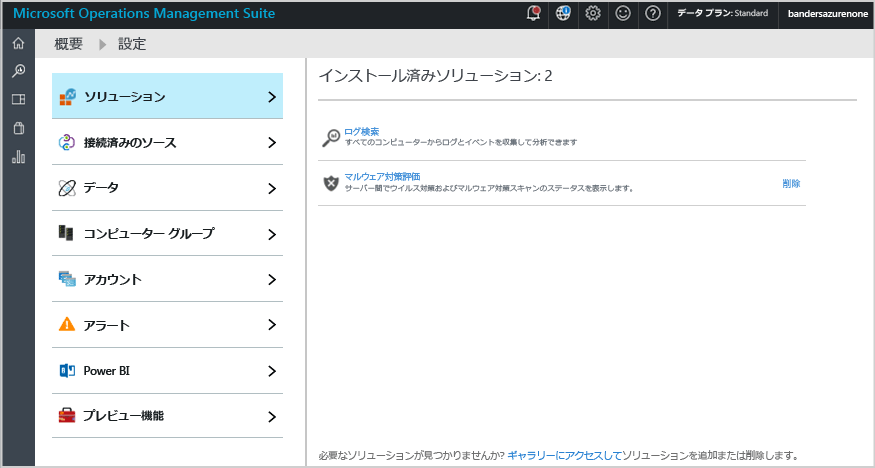 Microsoft Operations Management Suite
データ プラン: Standard
bandersazurenone
概要
設定
ソリューション
接続済みのソース
データ
コンピューター グループ
アカウント
アラート
Power BI
プレビュー機能
インストール済みソリューション: 2
ログ検索
すべてのコンピューターからログとイベントを収集して分析できます
マルウェア対策評価
サーバー間でウイルス対策およびマルウェア対策スキャンのステータスを表示します。
削除
必要なソリューションが見つかりませんか? ギャラリーにアクセスしてソリューションを追加または削除します。